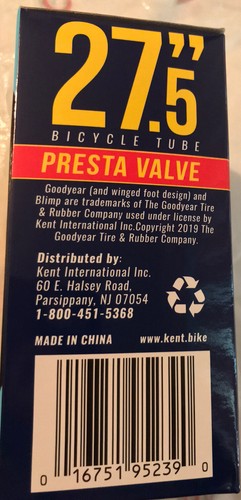 27.5”
BICYCLE TUBE
PRESTA VALVE
Goodyear (and winged foot design) and
Blimp are trademarks of The Goodyear Tire
& Rubber Company used under license by
Kent International Inc.Copyright 2019 The
Goodyear Tire & Rubber Company.
Distributed by:
Kent International Inc.
60 E. Halsey Road,
Parsippany, NJ 07054
1-800-451-5368
MADE IN CHINA www.kent.bike
0 16751 95239 0